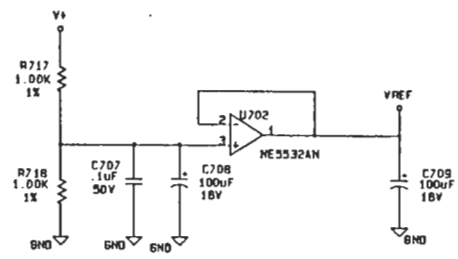 V+
R717
1.00K
1%
U702
2
-
3
+
1
NE5532AN
VREF
R718
1.00K
1%
C707
.1uF
50V
+
C708
100uF
16V
+
C709
100uF
16V
GND
GND
GND
GND